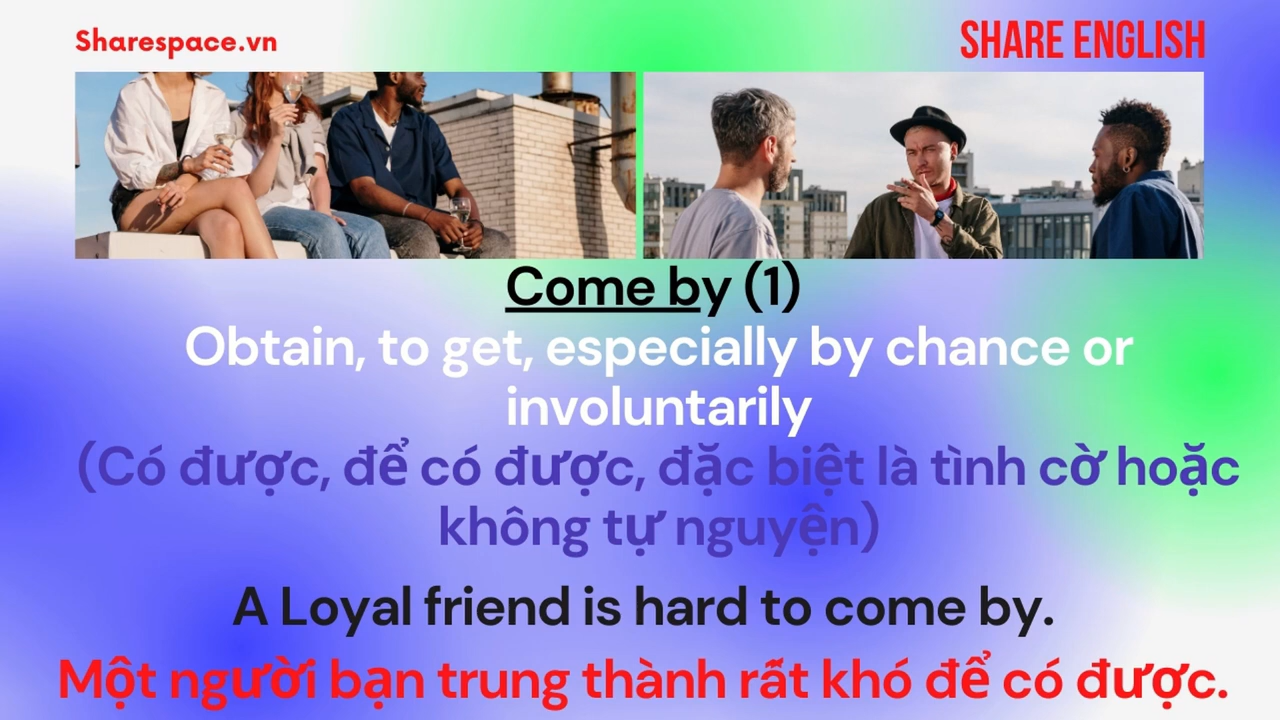 Sharespace.vn
SHARE ENGLISH
Come by (1)
Obtain, to get, especially by chance or
involuntarily
(Có được, để có được, đặc biệt là tình cờ hoặc
không tự nguyện)
A Loyal friend is hard to come by.
Một người bạn trung thành rất khó để có được.